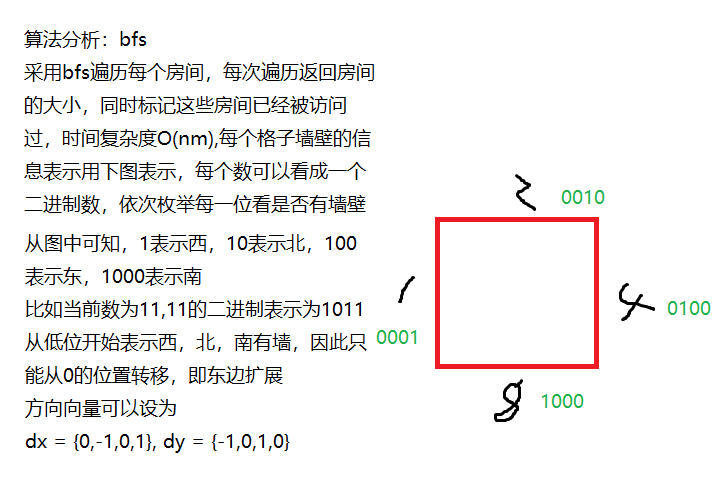 算法分析：bfs
采用bfs遍历每个房间，每次遍历返回房间
的大小，同时标记这些房间已经被访问
过，时间复杂度O(nm),每个格子墙壁的信
息表示用下图表示，每个数可以看成一个
二进制数，依次枚举每一位看是否有墙壁
从图中可知，1表示西，10表示北，100
表示东，1000表示南
比如当前数为11,11的二进制表示为1011
从低位开始表示西，北，南有墙，因此只
能从0的位置转移，即东边扩展
方向向量可以设为
dx = {0,-1,0,1}, dy = {-1,0,1,0}
2 0010
1 0001
4 0100
8 1000